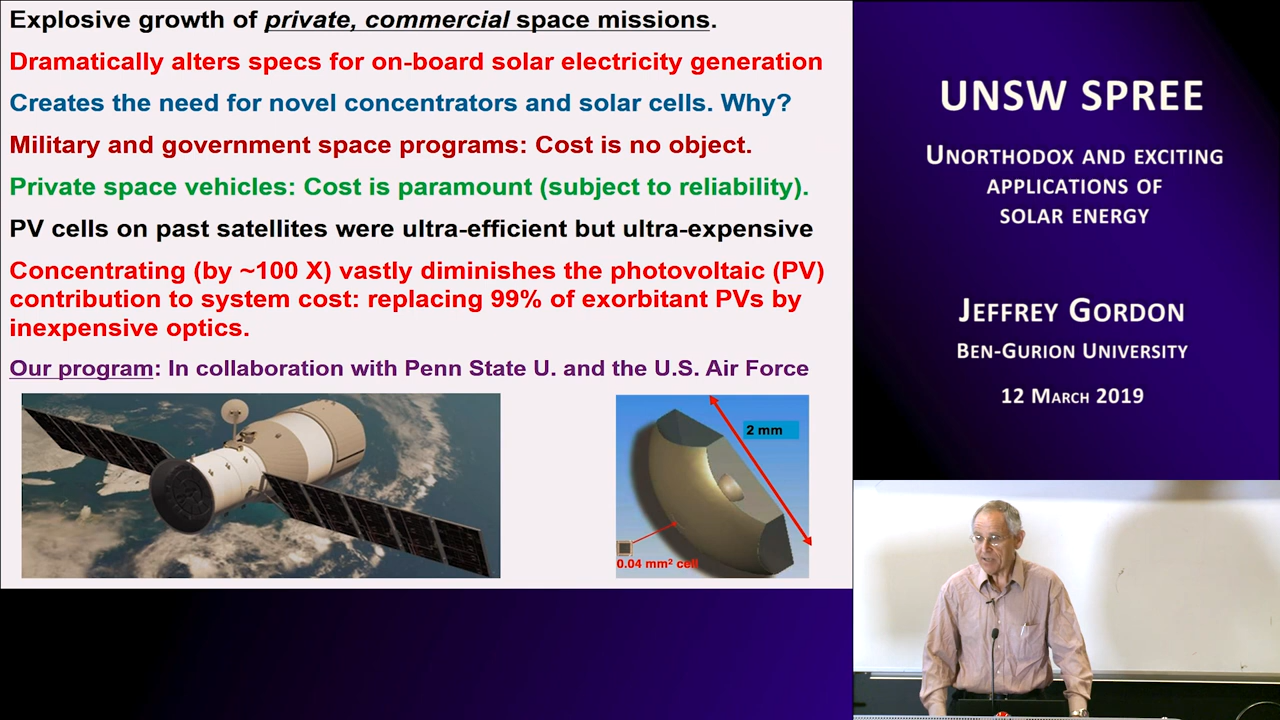 Explosive growth of private, commercial space missions.
Dramatically alters specs for on-board solar electricity generation
Creates the need for novel concentrators and solar cells. Why?
Military and government space programs: Cost is no object.
Private space vehicles: Cost is paramount (subject to reliability).
PV cells on past satellites were ultra-efficient but ultra-expensive
Concentrating (by ~100 X) vastly diminishes the photovoltaic (PV)
contribution to system cost: replacing 99% of exorbitant PVs by
inexpensive optics.
Our program: In collaboration with Penn State U. and the U.S. Air Force
2 mm
0.04 mm² cell
UNSW SPREE
Unorthodox and exciting
applications of
solar energy
Jeffrey Gordon
Ben-Gurion University
12 March 2019